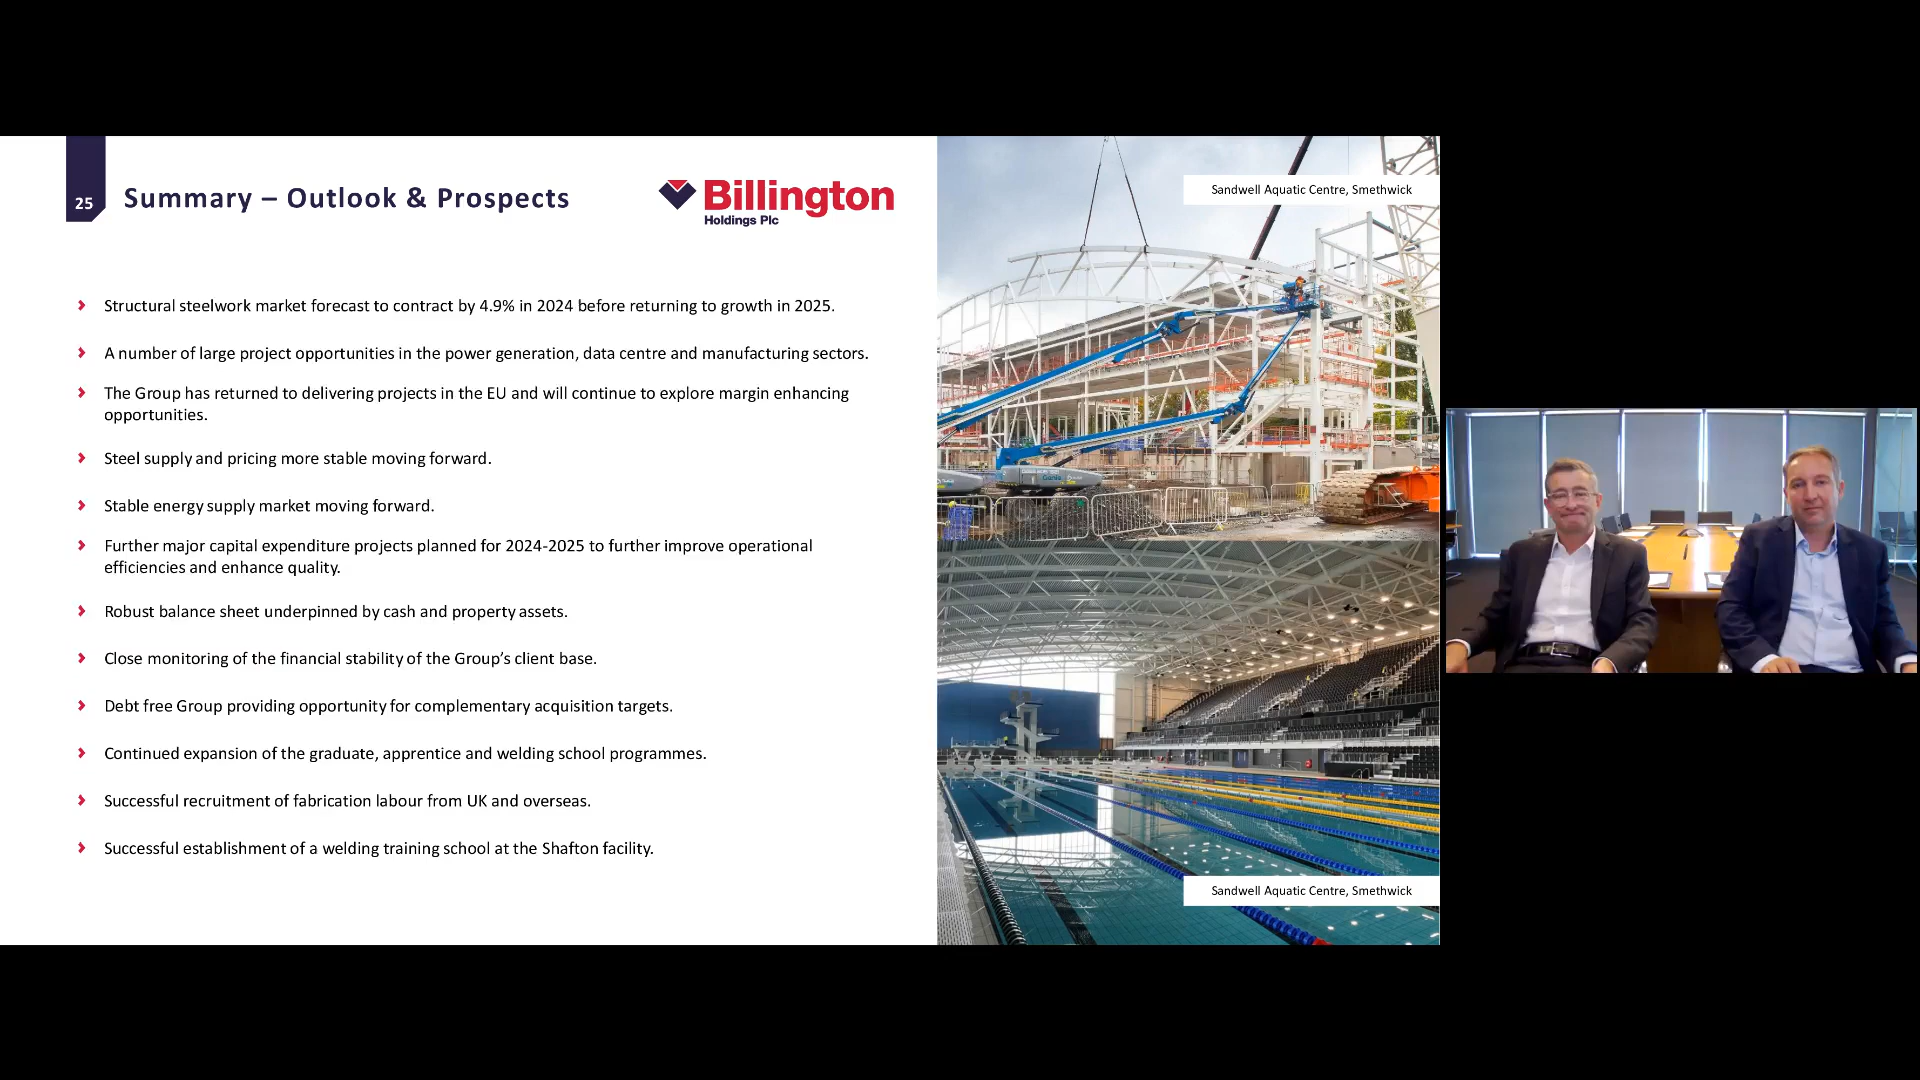 25
Summary – Outlook & Prospects
Billington
Holdings Plc
Structural steelwork market forecast to contract by 4.9% in 2024 before returning to growth in 2025.
A number of large project opportunities in the power generation, data centre and manufacturing sectors.
The Group has returned to delivering projects in the EU and will continue to explore margin enhancing
opportunities.
Steel supply and pricing more stable moving forward.
Stable energy supply market moving forward.
Further major capital expenditure projects planned for 2024-2025 to further improve operational
efficiencies and enhance quality.
Robust balance sheet underpinned by cash and property assets.
Close monitoring of the financial stability of the Group’s client base.
Debt free Group providing opportunity for complementary acquisition targets.
Continued expansion of the graduate, apprentice and welding school programmes.
Successful recruitment of fabrication labour from UK and overseas.
Successful establishment of a welding training school at the Shafton facility.
Sandwell Aquatic Centre, Smethwick
Genie
Sandwell Aquatic Centre, Smethwick